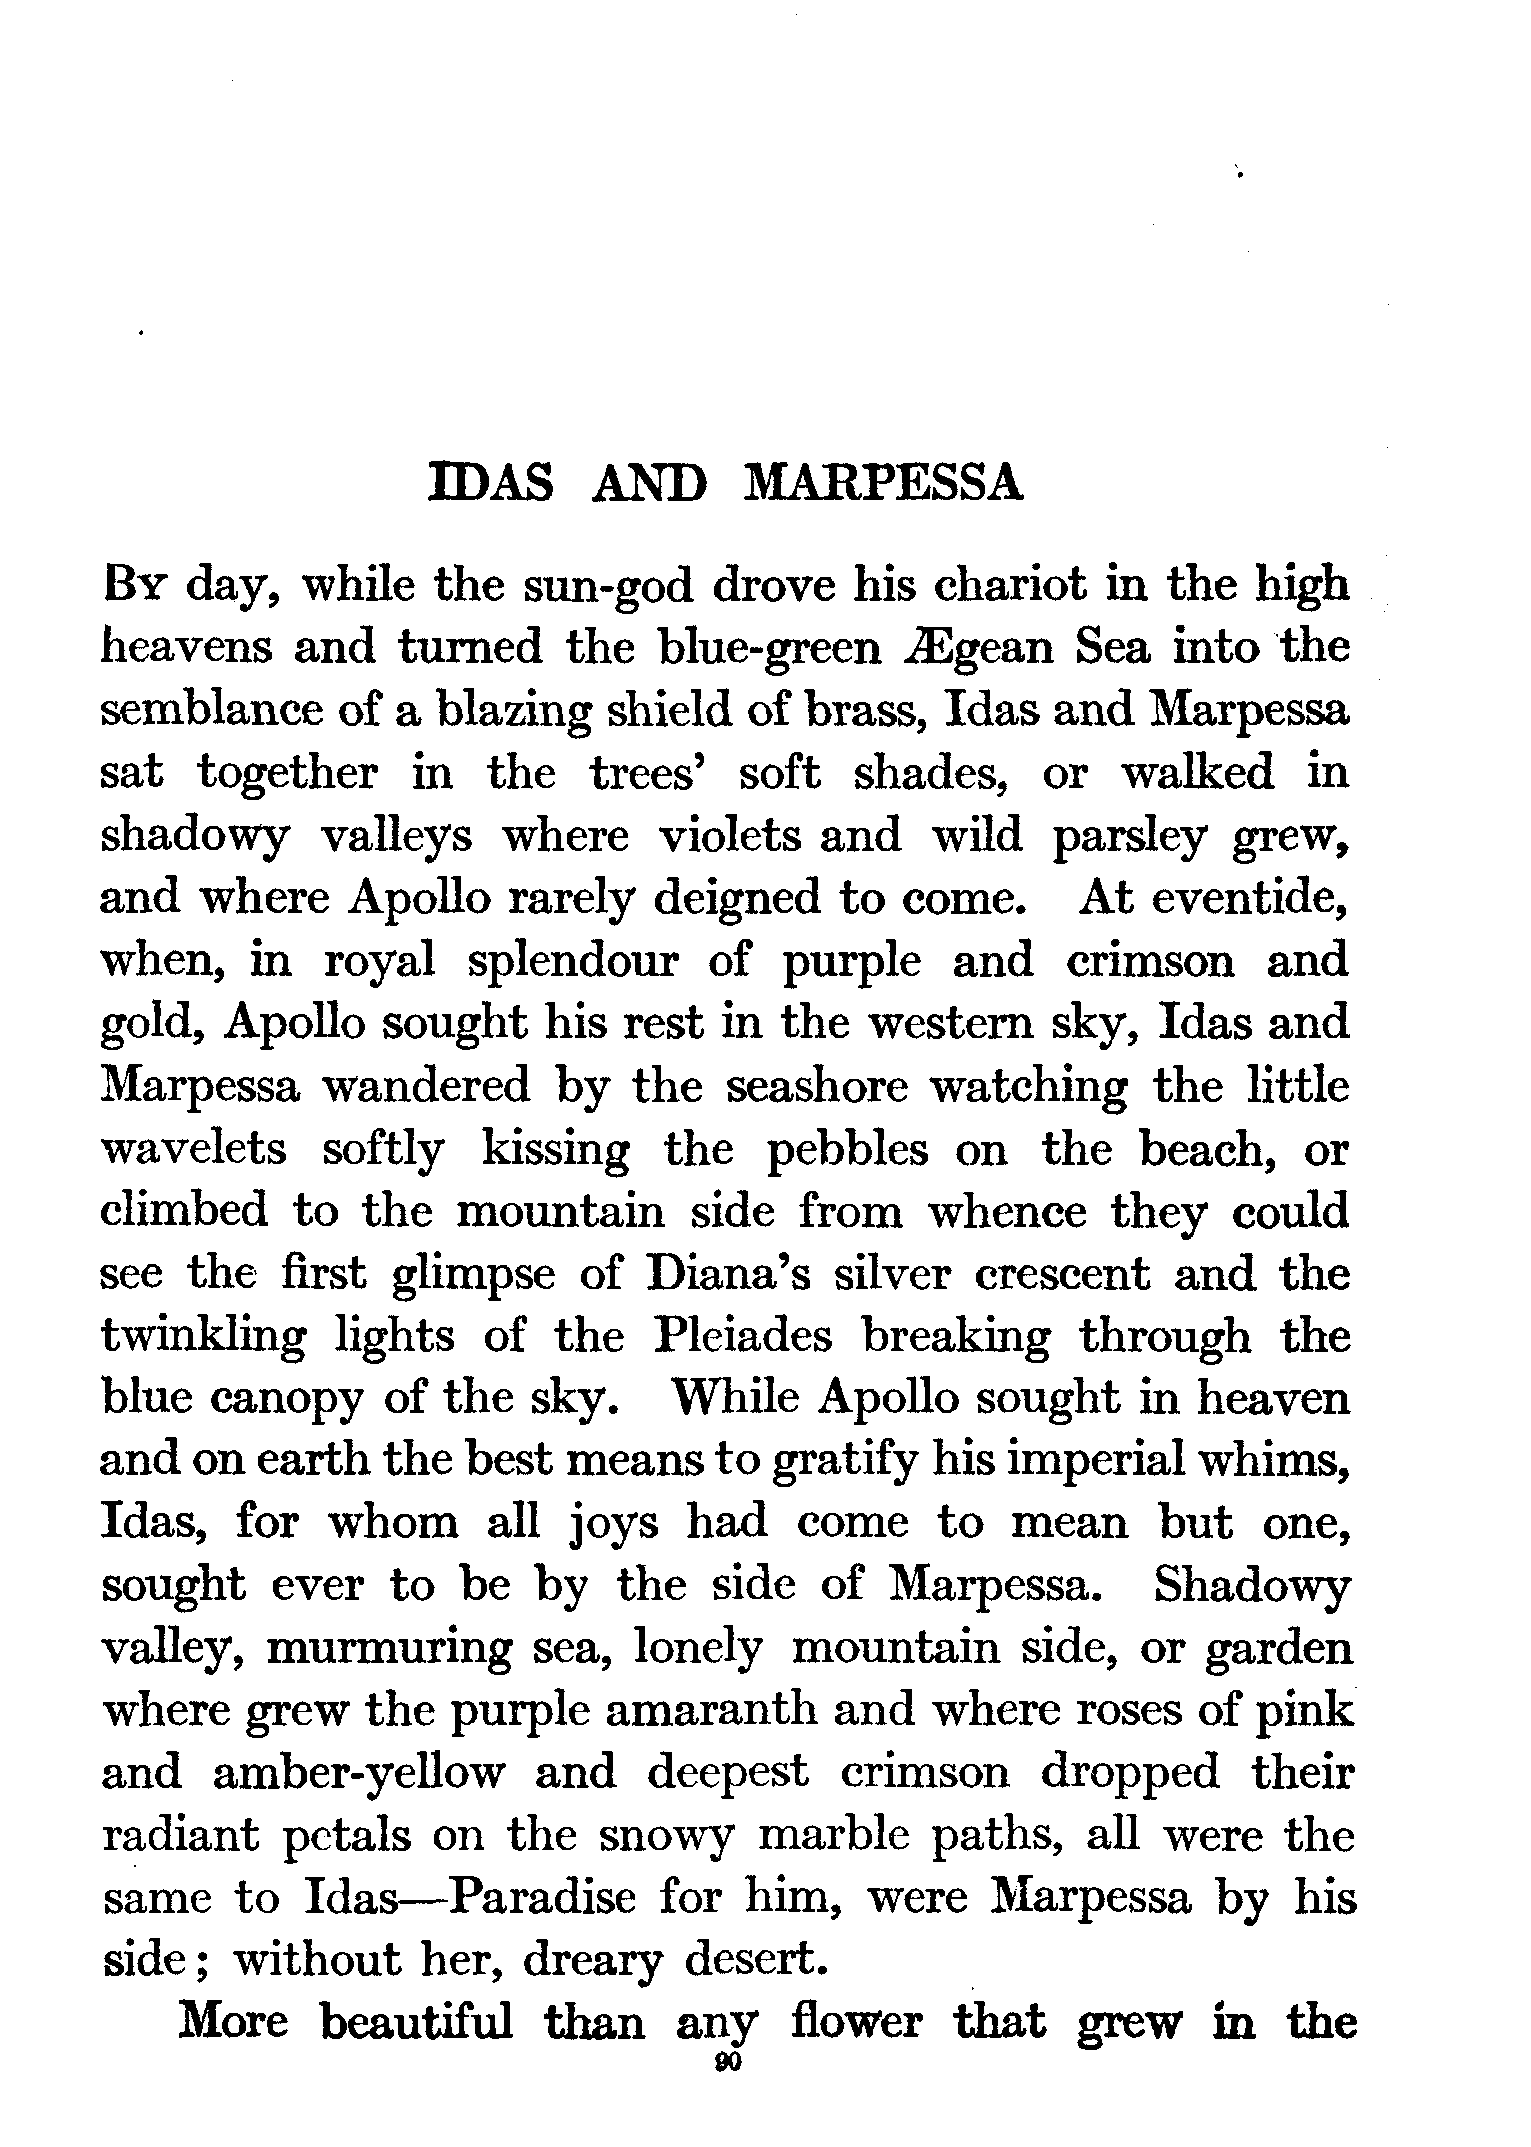 IDAS AND MARPESSA
By day, while the sun-god drove his chariot in the high
heavens and turned the blue-green Ægean Sea into the
semblance of a blazing shield of brass, Idas and Marpessa
sat together in the trees’ soft shades, or walked in
shadowy valleys where violets and wild parsley grew,
and where Apollo rarely deigned to come. At eventide,
when, in royal splendour of purple and crimson and
gold, Apollo sought his rest in the western sky, Idas and
Marpessa wandered by the seashore watching the little
wavelets softly kissing the pebbles on the beach, or
climbed to the mountain side from whence they could
see the first glimpse of Diana’s silver crescent and the
twinkling lights of the Pleiades breaking through the
blue canopy of the sky. While Apollo sought in heaven
and on earth the best means to gratify his imperial whims,
Idas, for whom all joys had come to mean but one,
sought ever to be by the side of Marpessa. Shadowy
valley, murmuring sea, lonely mountain side, or garden
where grew the purple amaranth and where roses of pink
and amber-yellow and deepest crimson dropped their
radiant petals on the snowy marble paths, all were the
same to Idas—Paradise for him, were Marpessa by his
side; without her, dreary desert.
More beautiful than any flower that grew in the
90